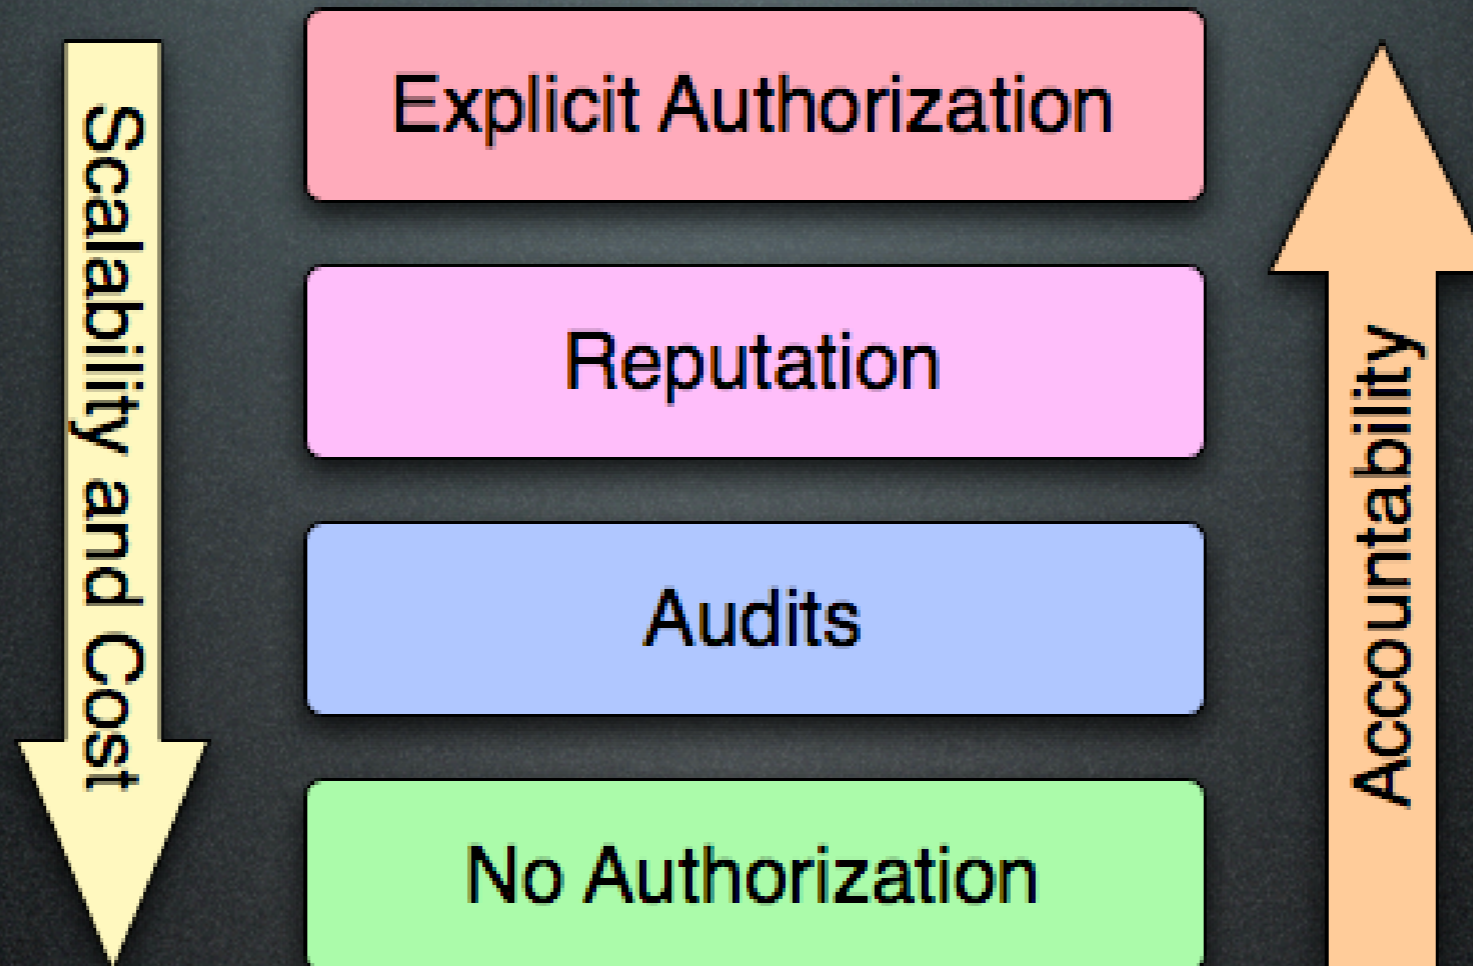 Scalability and Cost
Explicit Authorization
Reputation
Audits
No Authorization
Accountability